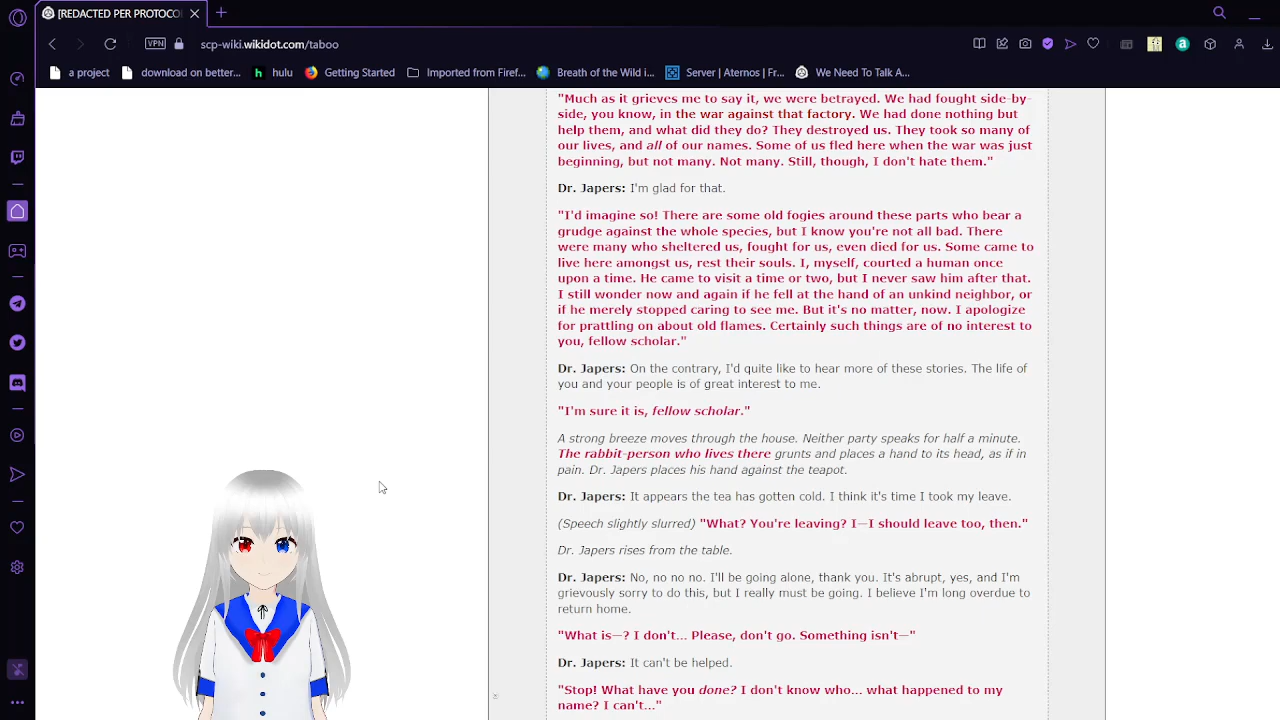 [REDACTED PER PROTOCO
VPN
scp-wiki.wikidot.com/taboo
a project
download on better...
hulu
Getting Started
Imported from Firef...
Breath of the Wild i...
Server | Aternos | Fr...
We Need To Talk A...
"Much as it grieves me to say it, we were betrayed. We had fought side-by-
side, you know, in the war against that factory. We had done nothing but
help them, and what did they do? They destroyed us. They took so many of
our lives, and all of our names. Some of us fled here when the war was just
beginning, but not many. Not many. Still, though, I don't hate them."
Dr. Japers: I'm glad for that.
"I'd imagine so! There are some old fogies around these parts who bear a
grudge against the whole species, but I know you're not all bad. There
were many who sheltered us, fought for us, even died for us. Some came to
live here amongst us, rest their souls. I, myself, courted a human once
upon a time. He came to visit a time or two, but I never saw him after that.
I still wonder now and again if he fell at the hand of an unkind neighbor, or
if he merely stopped caring to see me. But it's no matter, now. I apologize
for prattling on about old flames. Certainly such things are of no interest to
you, fellow scholar."
Dr. Japers: On the contrary, I'd quite like to hear more of these stories. The life of
you and your people is of great interest to me.
"I'm sure it is, fellow scholar."
A strong breeze moves through the house. Neither party speaks for half a minute.
The rabbit-person who lives there grunts and places a hand to its head, as if in
pain. Dr. Japers places his hand against the teapot.
Dr. Japers: It appears the tea has gotten cold. I think it's time I took my leave.
(Speech slightly slurred) "What? You're leaving? I—I should leave too, then."
Dr. Japers rises from the table.
Dr. Japers: No, no no no. I'll be going alone, thank you. It's abrupt, yes, and I'm
grievously sorry to do this, but I really must be going. I believe I'm long overdue to
return home.
"What is—? I don't... Please, don't go. Something isn't—"
Dr. Japers: It can't be helped.
"Stop! What have you done? I don't know who... what happened to my
name? I can't..."